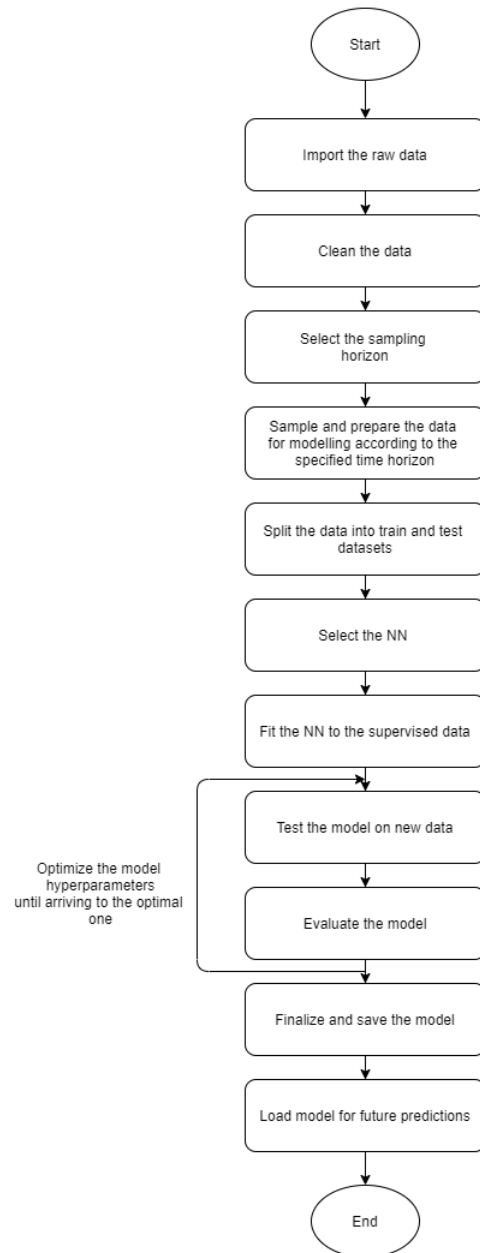 Start
Import the raw data
Clean the data
Select the sampling
horizon
Sample and prepare the data
for modelling according to the
specified time horizon
Split the data into train and test
datasets
Select the NN
Fit the NN to the supervised data
Test the model on new data
Optimize the model
hyperparameters
until arriving to the optimal
one
Evaluate the model
Finalize and save the model
Load model for future predictions
End